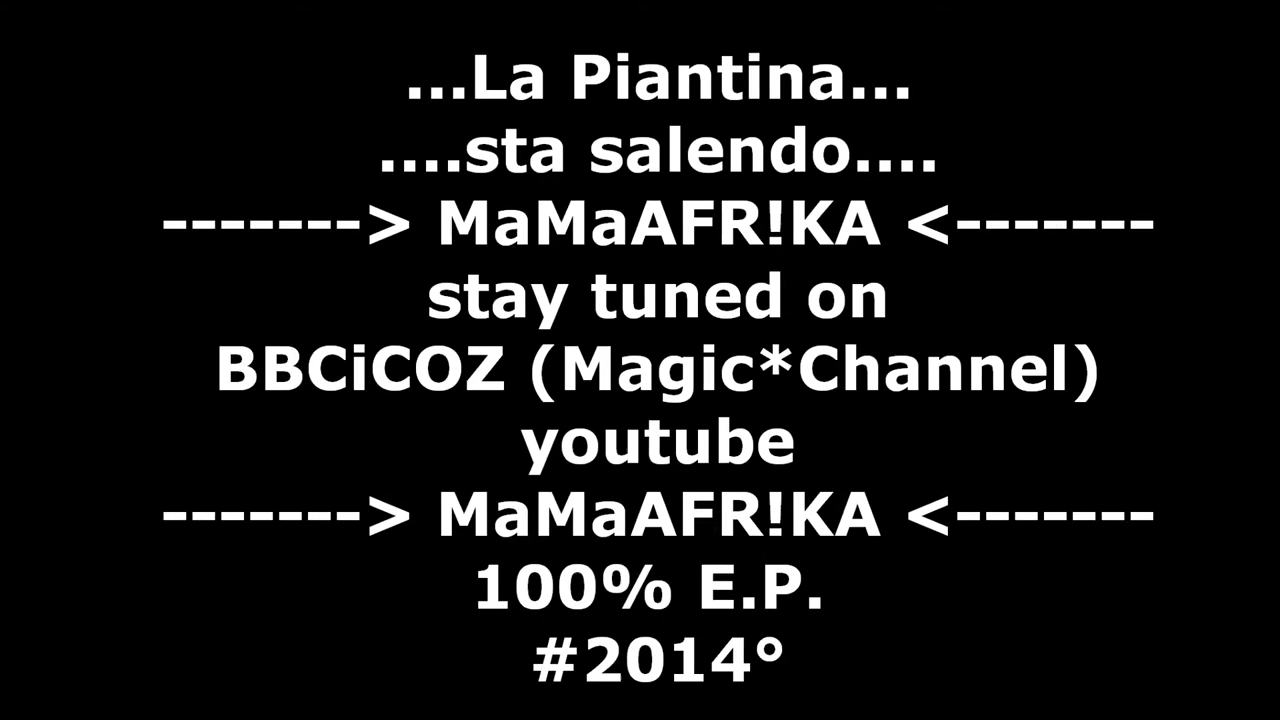 ...La Piantina...
....sta salendo....
-------> MaMaAFR!KA <-------
stay tuned on
BBCiCOZ (Magic*Channel)
youtube
-------> MaMaAFR!KA <-------
100% E.P.
#2014°